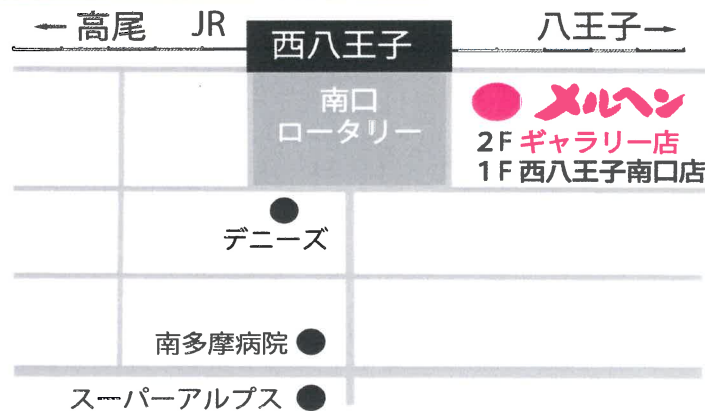 ←高尾 JR
西八王子
八王子→
南口
ロータリー
メルヘン
2F ギャラリー店
1F 西八王子南口店
デニーズ
南多摩病院
スーパーアルプス